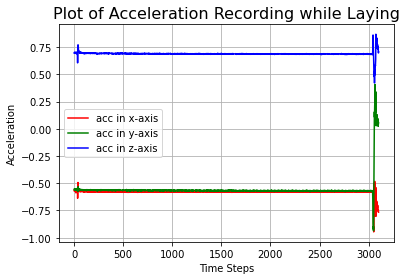 Plot of Acceleration Recording while Laying
0.75
0.50
0.25
0.00
−0.25
−0.50
−0.75
−1.00
Acceleration
acc in x-axis
acc in y-axis
acc in z-axis
0 500 1000 1500 2000 2500 3000
Time Steps